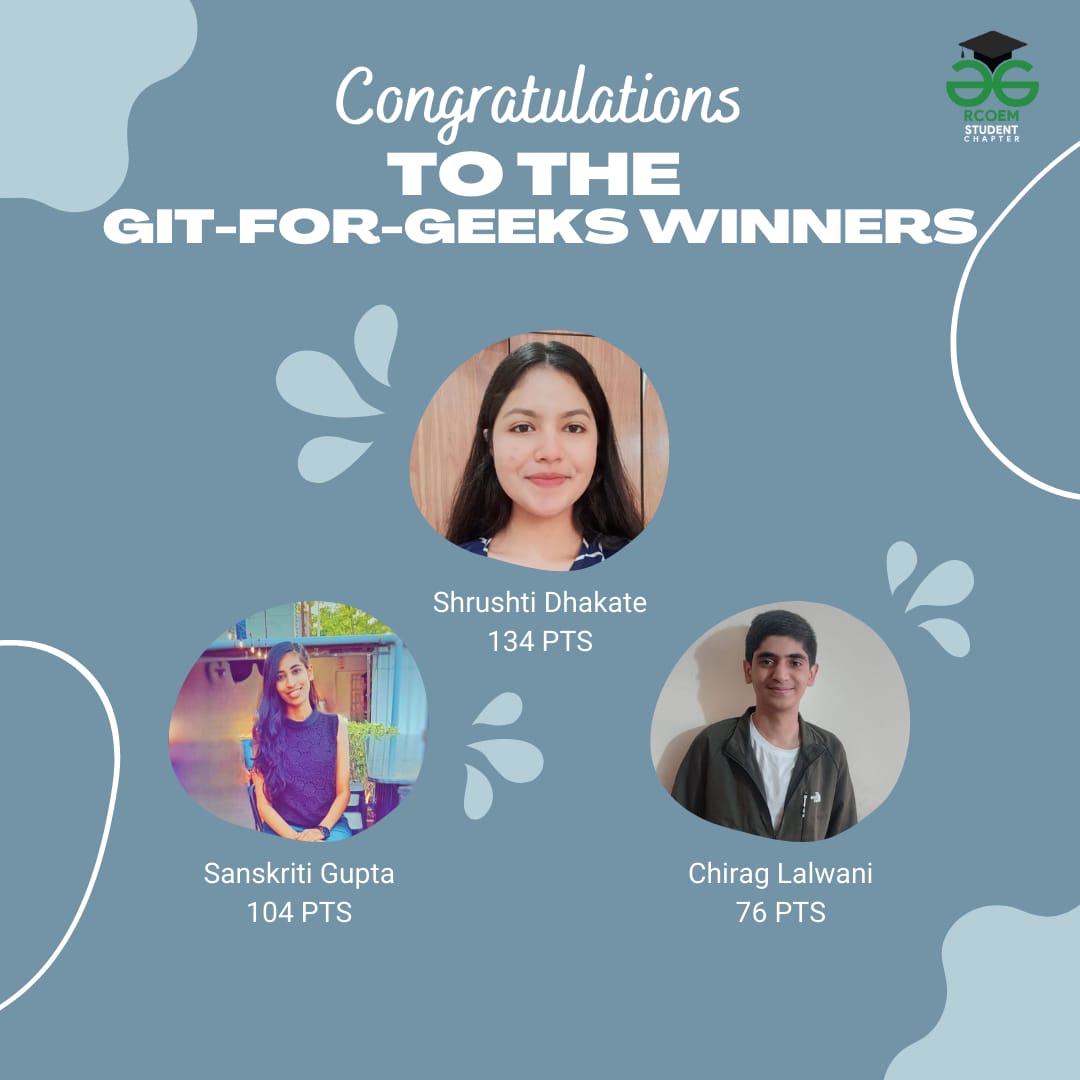 Congratulations
TO THE
GIT-FOR-GEEKS WINNERS
RCOEM
STUDENT
CHAPTER
Shrushti Dhakate
134 PTS
Sanskriti Gupta
104 PTS
Chirag Lalwani
76 PTS